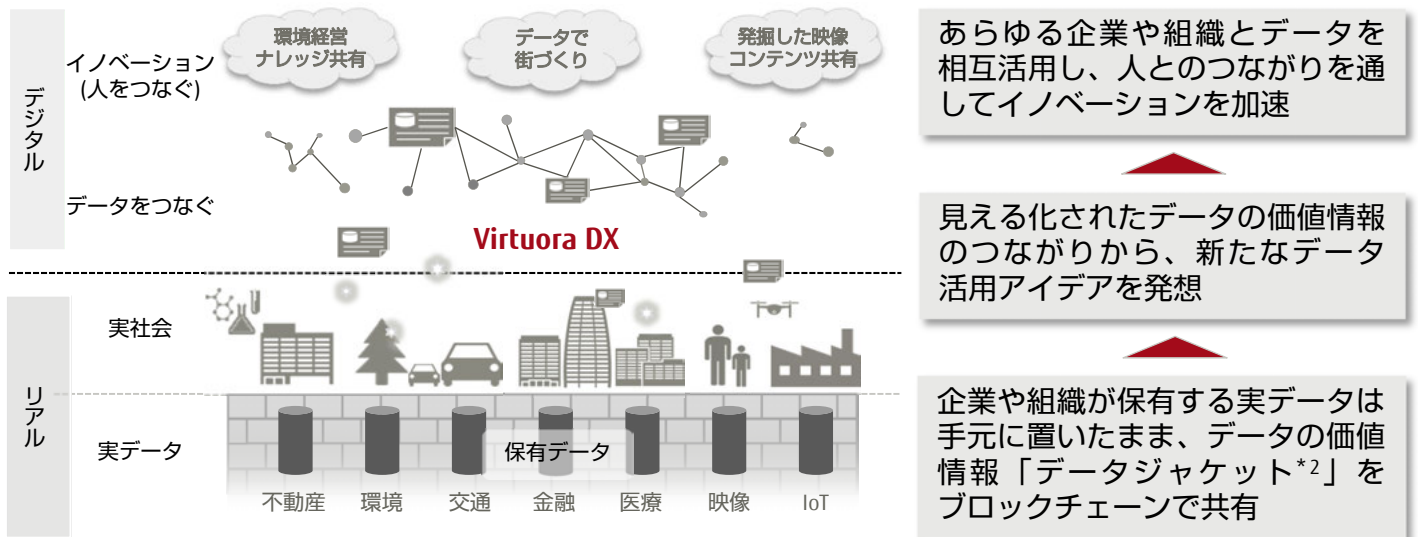 環境経営
ナレッジ共有
データで
街づくり
発掘した映像
コンテンツ共有
イノベーション
(人をつなぐ)
デジタル
データをつなぐ
Virtuora DX
実社会
リアル
実データ
保有データ
不動産
環境
交通
金融
医療
映像
IoT
あらゆる企業や組織とデータを
相互活用し、人とのつながりを通
してイノベーションを加速
見える化されたデータの価値情報
のつながりから、新たなデータ
活用アイデアを発想
企業や組織が保有する実データは
手元に置いたまま、データの価値
情報「データジャケット*2」を
ブロックチェーンで共有